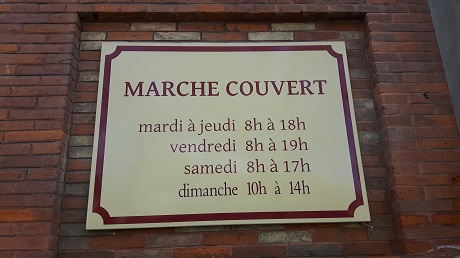 MARCHE COUVERT
mardi à jeudi 8h à 18h
vendredi 8h à 19h
samedi 8h à 17h
dimanche 10h à 14h